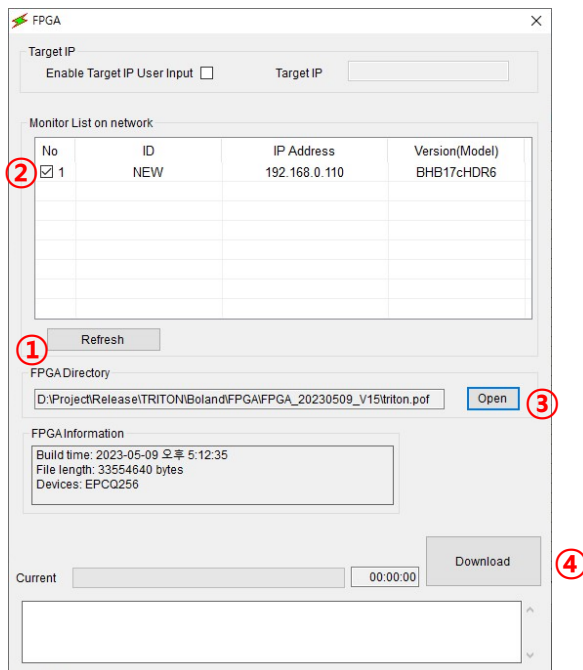 FPGA
Target IP
Enable Target IP User Input Target IP
Monitor List on network
No ID IP Address Version(Model)
② 1 NEW 192.168.0.110 BHB17cHDR6
① Refresh
FPGA Directory
D:\Project\Release\TRITON\Boland\FPGA\FPGA_20230509_V15\triton.pof Open ③
FPGA Information
Build time: 2023-05-09 오후 5:12:35
File length: 33554640 bytes
Devices: EPCQ256
Download ④
Current 00:00:00